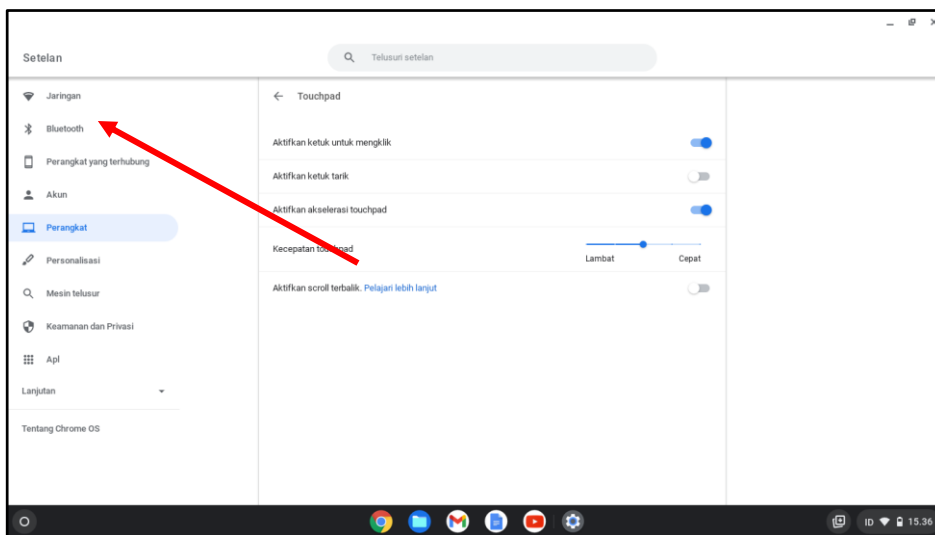 Setelan
Telusuri setelan
Jaringan
Bluetooth
Perangkat yang terhubung
Akun
Perangkat
Personalisasi
Mesin telusur
Keamanan dan Privasi
Apl
Lanjutan
Tentang Chrome OS
Touchpad
Aktifkan ketuk untuk mengklik
Aktifkan ketuk tarik
Aktifkan akselerasi touchpad
Kecepatan touchpad
Lambat Cepat
Aktifkan scroll terbalik. Pelajari lebih lanjut
ID 15.36